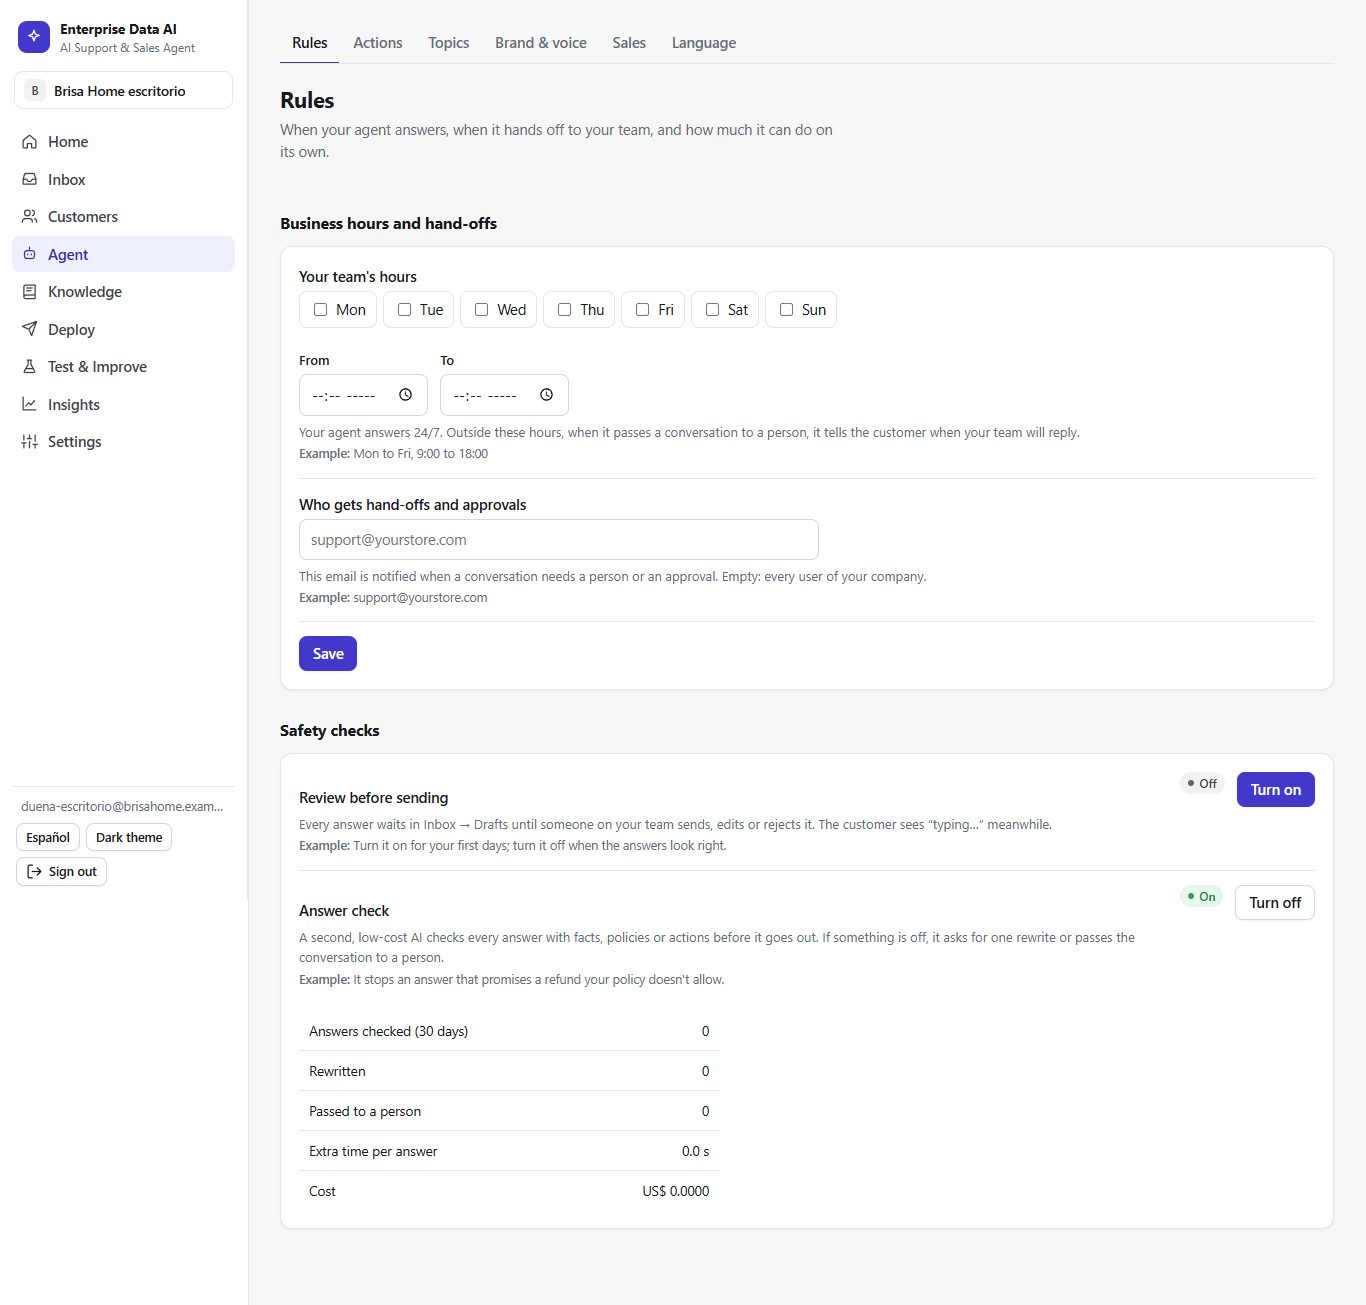 Enterprise Data AI
AI Support & Sales Agent
B Brisa Home escritorio
Home
Inbox
Customers
Agent
Knowledge
Deploy
Test & Improve
Insights
Settings
duena-escritorio@brisahome.exam...
Español Dark theme
Sign out
Rules Actions Topics Brand & voice Sales Language
Rules
When your agent answers, when it hands off to your team, and how much it can do on
its own.
Business hours and hand-offs
Your team's hours
Mon Tue Wed Thu Fri Sat Sun
From To
--:-- ----- --:-- -----
Your agent answers 24/7. Outside these hours, when it passes a conversation to a person, it tells the customer when your team will reply.
Example: Mon to Fri, 9:00 to 18:00
Who gets hand-offs and approvals
support@yourstore.com
This email is notified when a conversation needs a person or an approval. Empty: every user of your company.
Example: support@yourstore.com
Save
Safety checks
Off Turn on
Review before sending
Every answer waits in Inbox → Drafts until someone on your team sends, edits or rejects it. The customer sees “typing…” meanwhile.
Example: Turn it on for your first days; turn it off when the answers look right.
On Turn off
Answer check
A second, low-cost AI checks every answer with facts, policies or actions before it goes out. If something is off, it asks for one rewrite or passes the
conversation to a person.
Example: It stops an answer that promises a refund your policy doesn't allow.
Answers checked (30 days) 0
Rewritten 0
Passed to a person 0
Extra time per answer 0.0 s
Cost US$ 0.0000